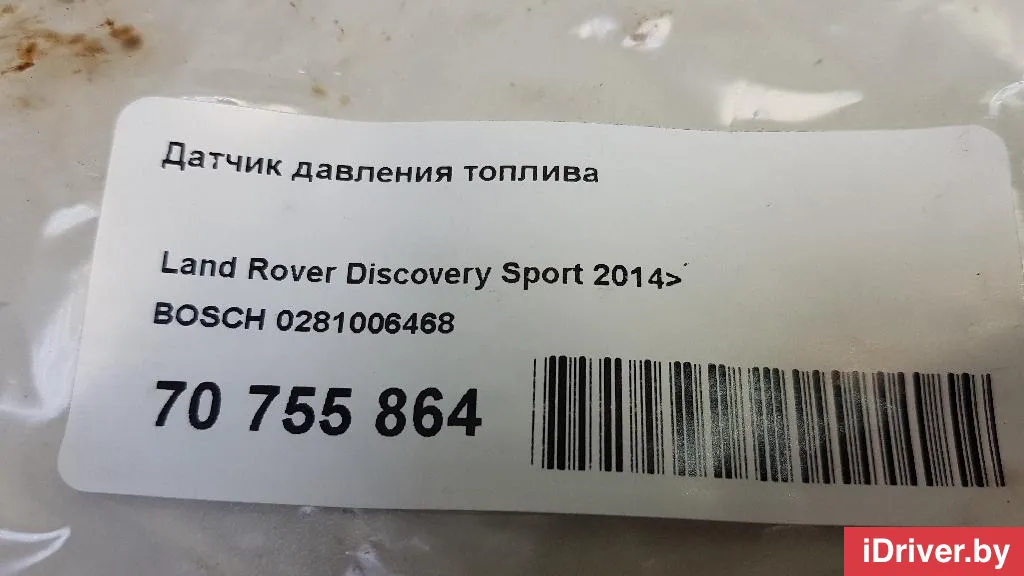 Датчик давления топлива
Land Rover Discovery Sport 2014>
BOSCH 0281006468
70 755 864
iDriver.by